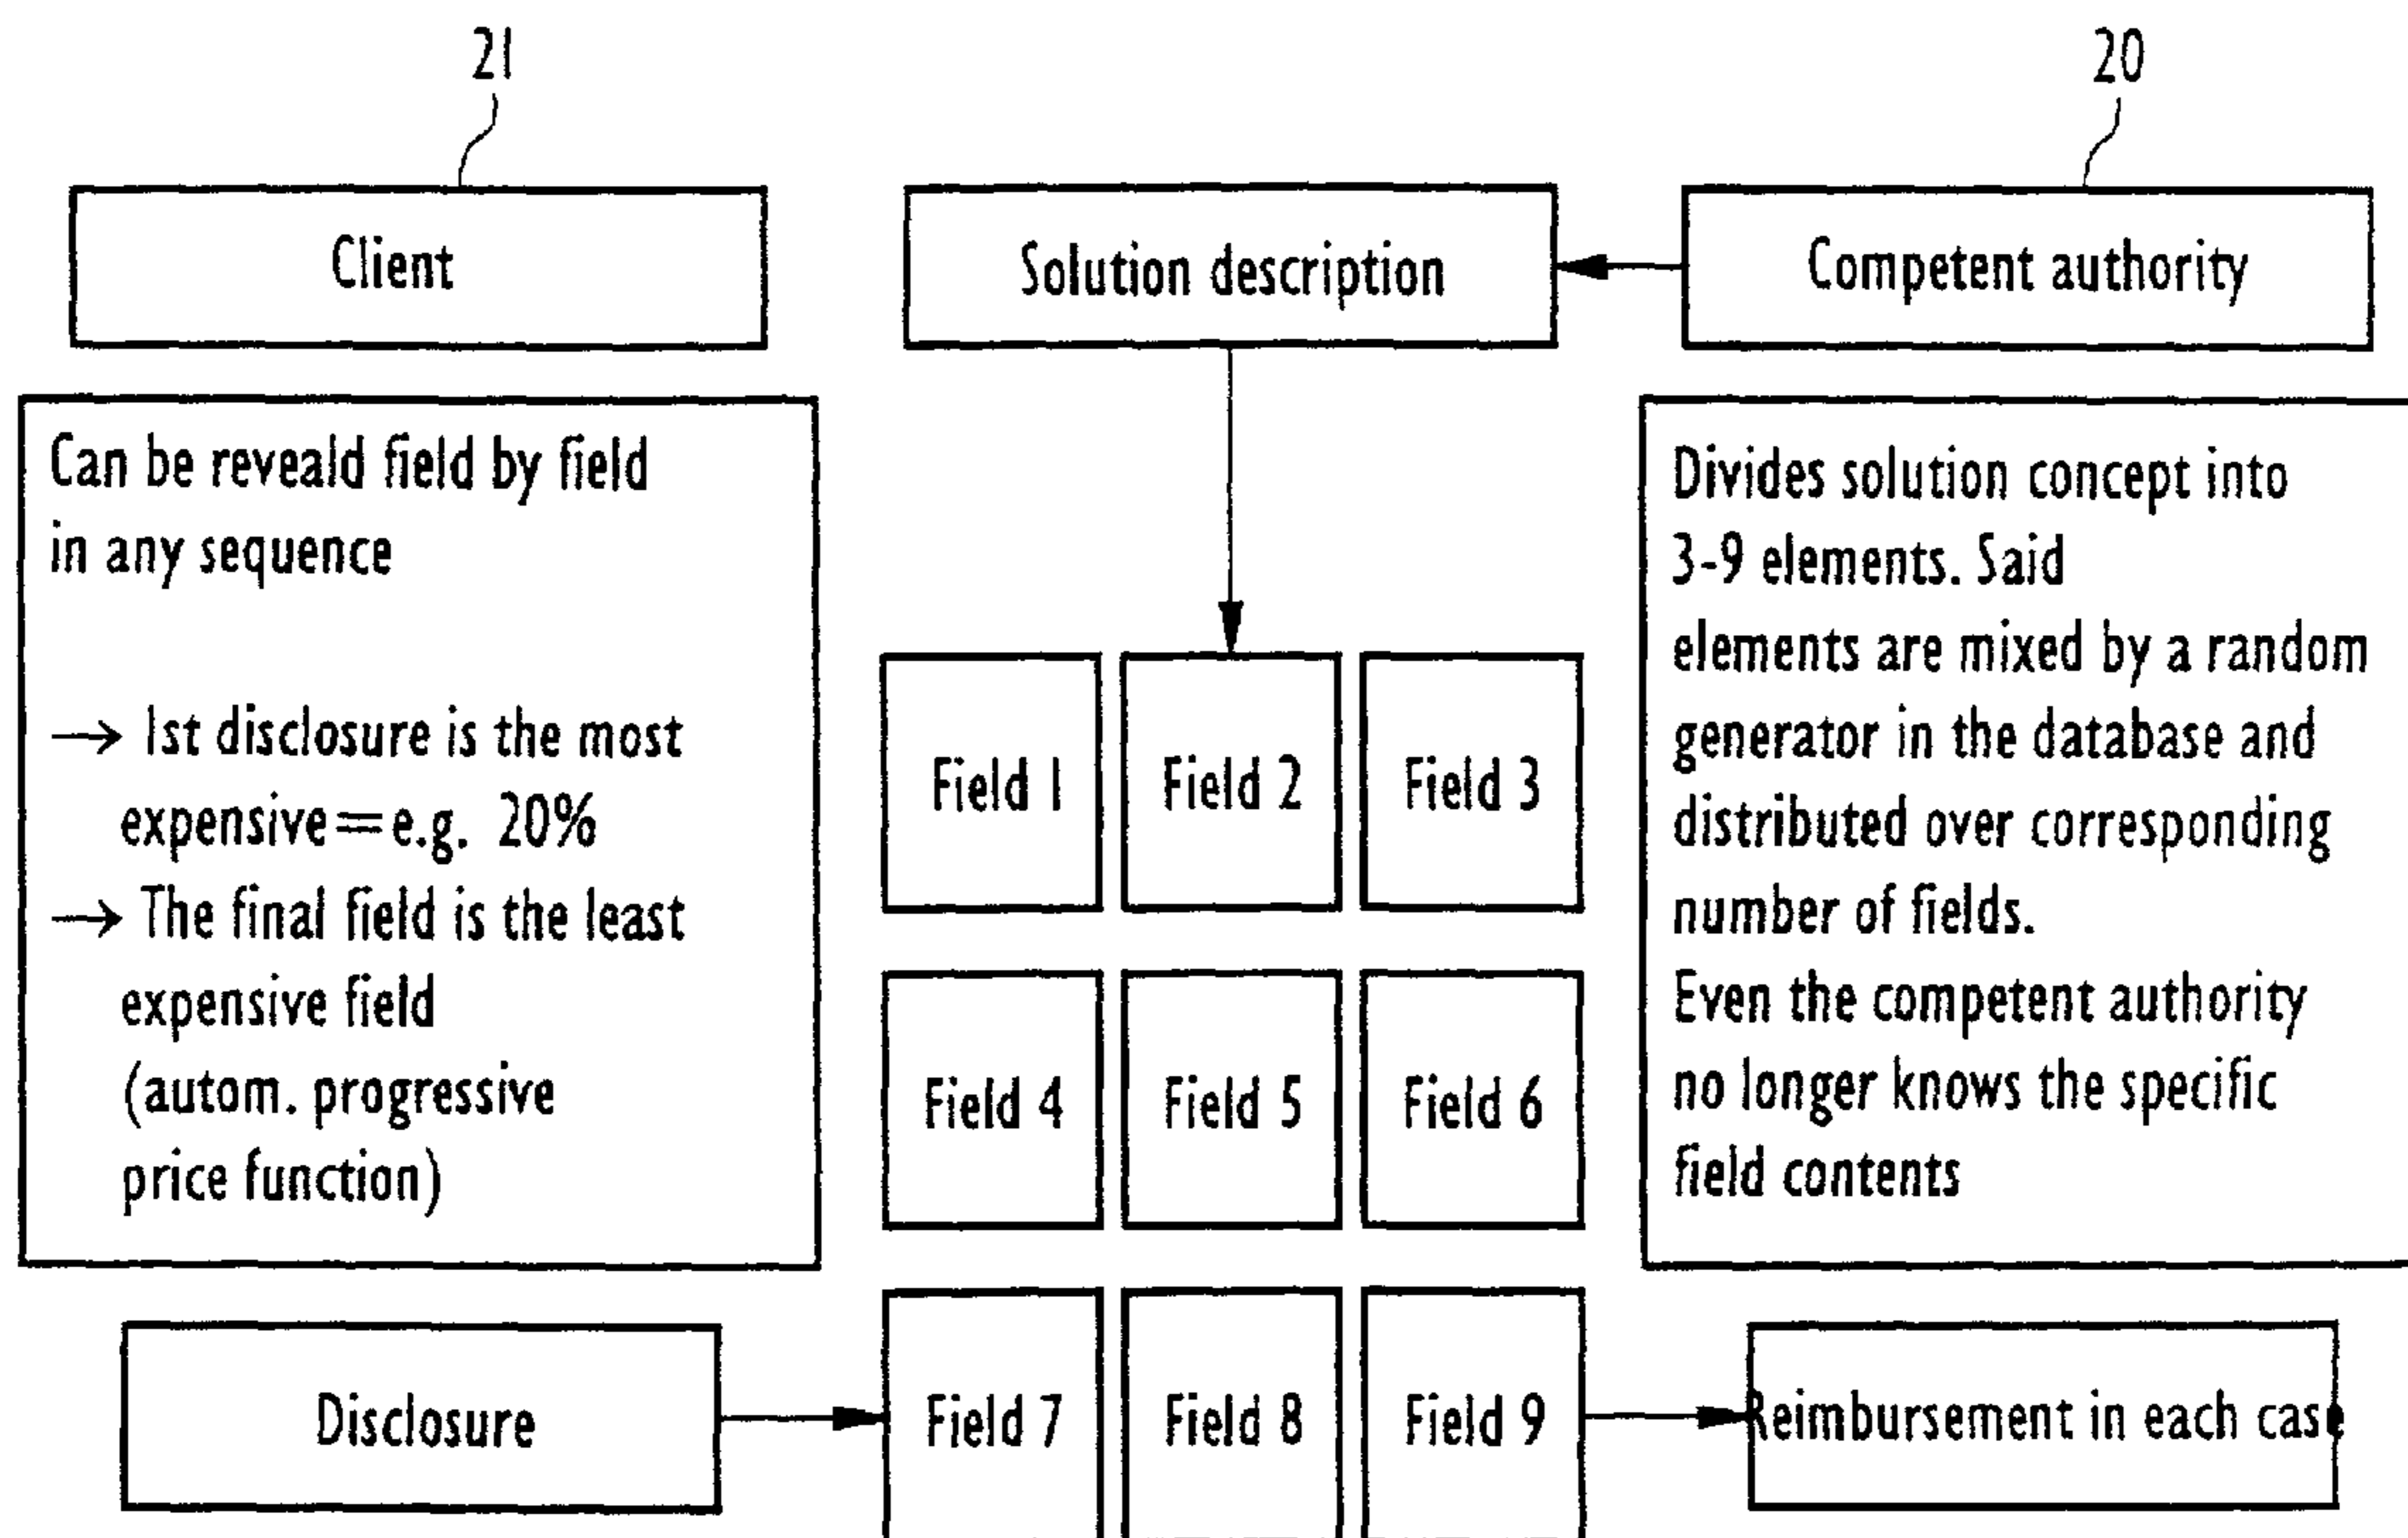 21
20
Client
Solution description
Competent authority
Can be reveald field by field
in any sequence
→ 1st disclosure is the most
expensive = e.g. 20%
→ The final field is the least
expensive field
(autom. progressive
price function)
Divides solution concept into
3-9 elements. Said
elements are mixed by a random
generator in the database and
distributed over corresponding
number of fields.
Even the competent authority
no longer knows the specific
field contents
Field 1
Field 2
Field 3
Field 4
Field 5
Field 6
Disclosure
Field 7
Field 8
Field 9
Reimbursement in each case